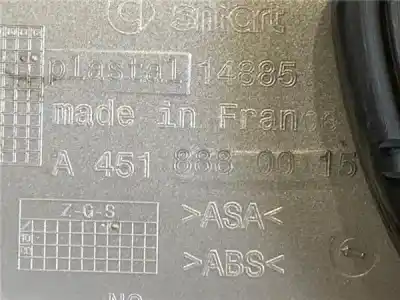 smart
plastal 14885
made in France
A 451 888 00 15
Z-G-S
>ASA<
>ABS<